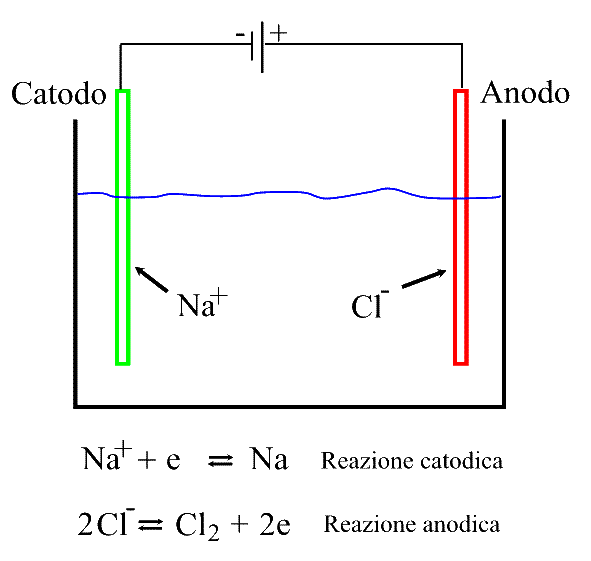 - +
Catodo Anodo
Na⁺ Cl⁻
Na⁺ + e ⇌ Na Reazione catodica
2Cl⁻ ⇌ Cl₂ + 2e Reazione anodica